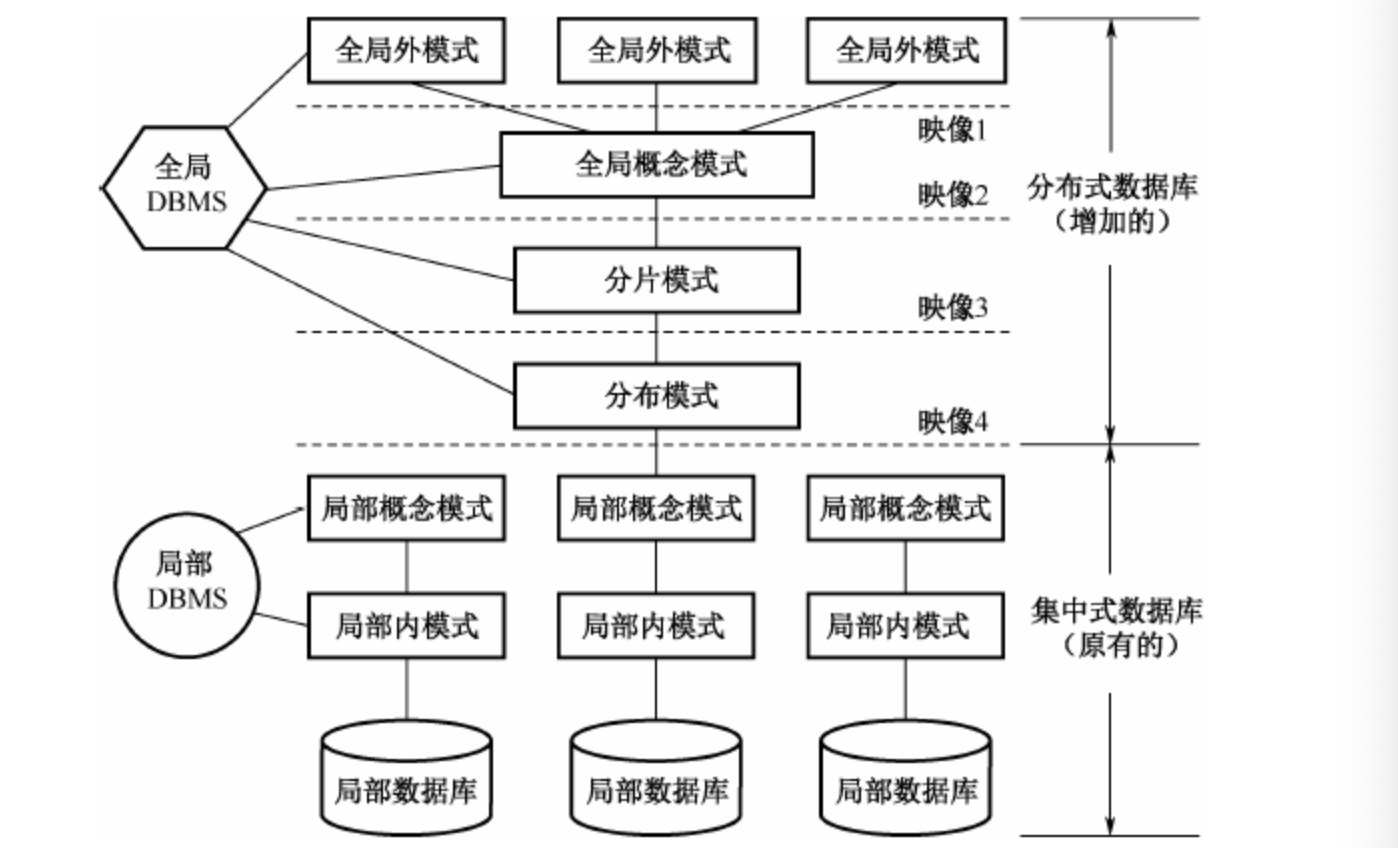 全局外模式
全局外模式
全局外模式
映像1
全局
DBMS
全局概念模式
映像2
分布式数据库
（增加的）
分片模式
映像3
分布模式
映像4
局部概念模式
局部概念模式
局部概念模式
局部
DBMS
局部内模式
局部内模式
局部内模式
集中式数据库
（原有的）
局部数据库
局部数据库
局部数据库